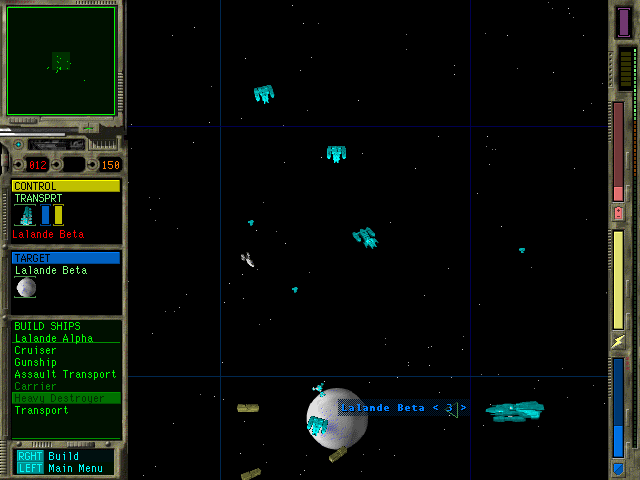 012 150
CONTROL
TRANSPRT
Lalande Beta
TARGET
Lalande Beta
BUILD SHIPS
Lalande Alpha
Cruiser
Gunship
Assault Transport
Carrier
Heavy Destroyer
Transport
RGHT Build
LEFT Main Menu
Lalande Beta < 3 >